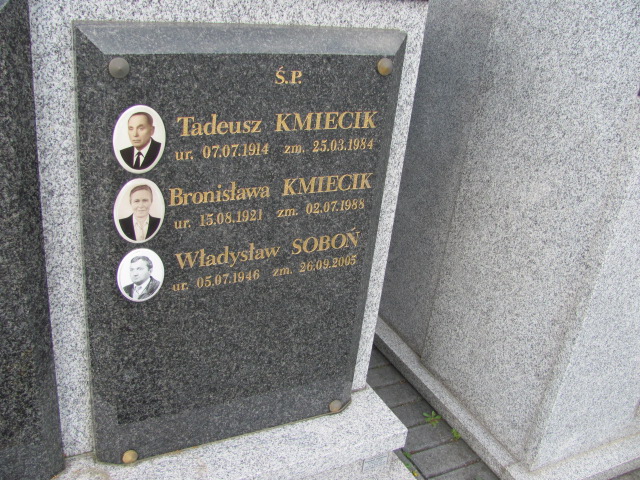 Ś.P.
Tadeusz KMIECIK
ur. 07.07.1914 zm. 25.03.1984
Bronisława KMIECIK
ur. 15.08.1921 zm. 02.07.1988
Władysław SOBOŃ
ur. 05.07.1946 zm. 26.09.2005